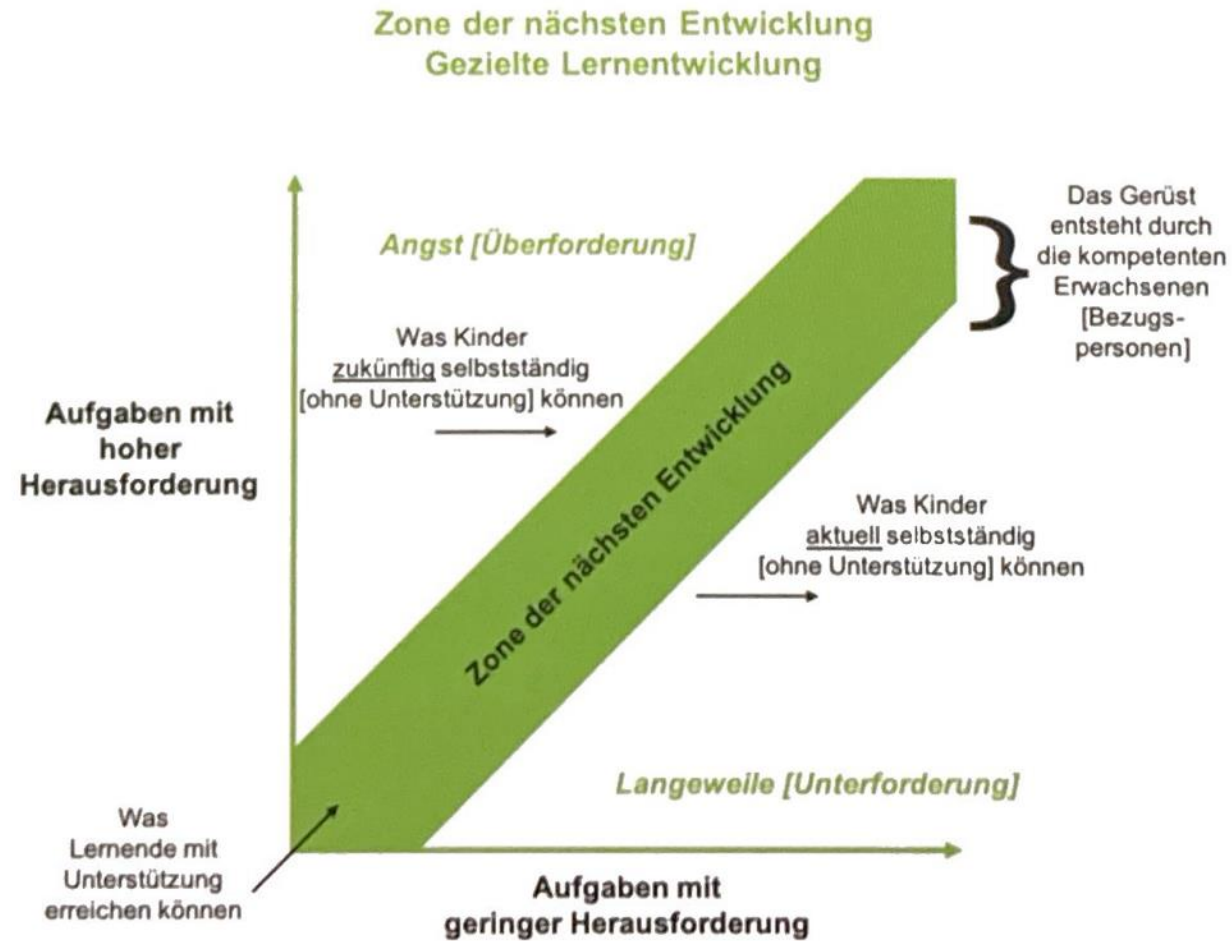 Zone der nächsten Entwicklung
Gezielte Lernentwicklung
Angst [Überforderung]
Das Gerüst
entsteht durch
die kompetenten
Erwachsenen
[Bezugs-
personen]
Was Kinder
zukünftig selbstständig
[ohne Unterstützung] können
Aufgaben mit
hoher
Herausforderung
Zone der nächsten Entwicklung
Was Kinder
aktuell selbstständig
[ohne Unterstützung] können
Langeweile [Unterforderung]
Was
Lernende mit
Unterstützung
erreichen können
Aufgaben mit
geringer Herausforderung